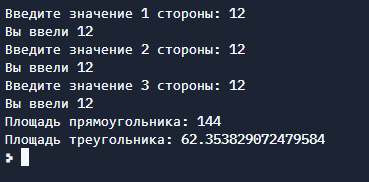 Введите значение 1 стороны: 12
Вы ввели 12
Введите значение 2 стороны: 12
Вы ввели 12
Введите значение 3 стороны: 12
Вы ввели 12
Площадь прямоугольника: 144
Площадь треугольника: 62.353829072479584
>